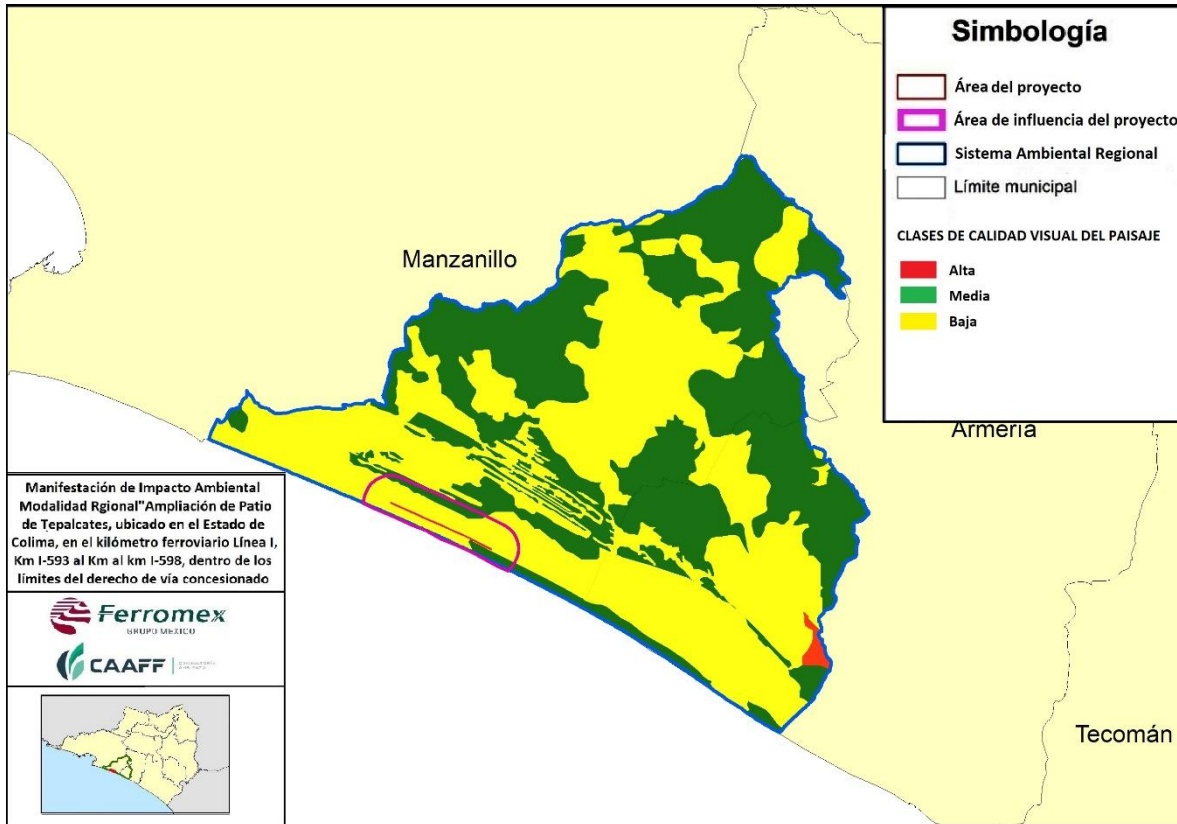 Simbología
Área del proyecto
Área de influencia del proyecto
Sistema Ambiental Regional
Límite municipal
CLASES DE CALIDAD VISUAL DEL PAISAJE
Alta
Media
Baja
Manzanillo
Armería
Tecomán
Manifestación de Impacto Ambiental
Modalidad Rgional"Ampliación de Patio
de Tepalcates, ubicado en el Estado de
Colima, en el kilómetro ferroviario Línea I,
Km I-593 al Km al km I-598, dentro de los
límites del derecho de vía concesionado
Ferromex
GRUPO MEXICO
CAAFF